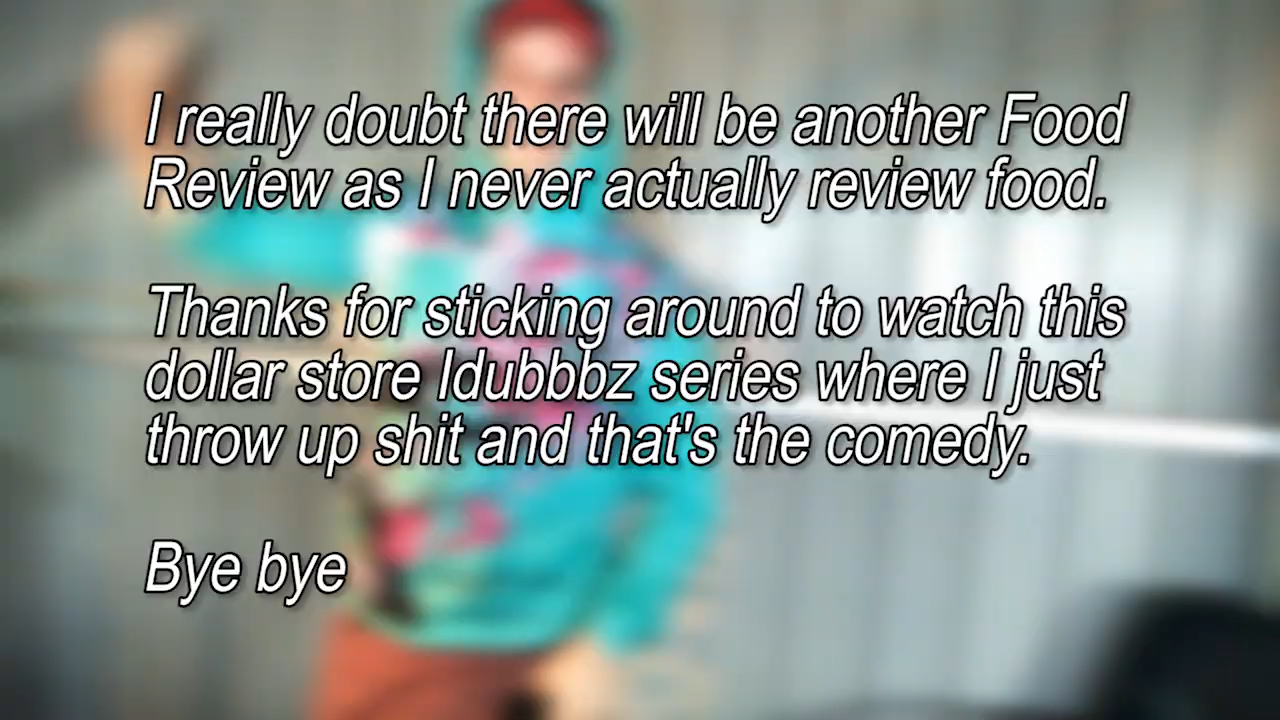 I really doubt there will be another Food
Review as I never actually review food.
Thanks for sticking around to watch this
dollar store Idubbbz series where I just
throw up shit and that's the comedy.
Bye bye